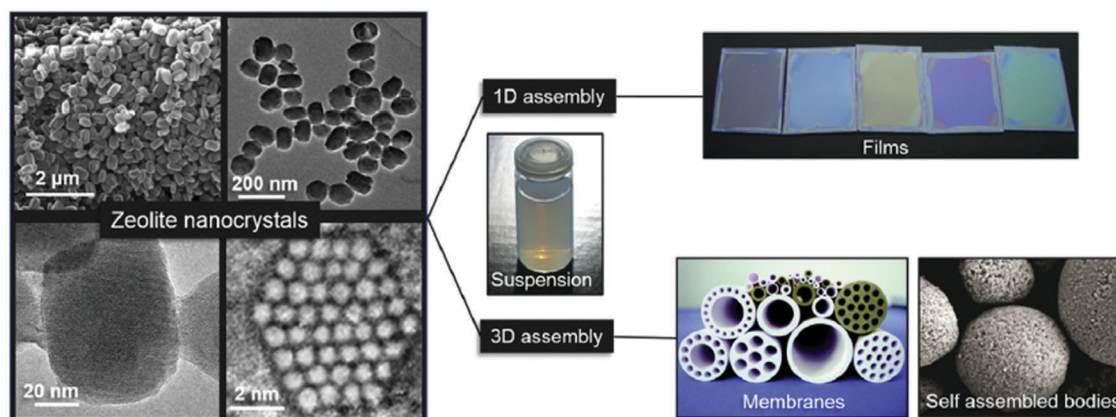 2 µm
200 nm
Zeolite nanocrystals
20 nm
2 nm
1D assembly
Suspension
3D assembly
Films
Membranes
Self assembled bodies